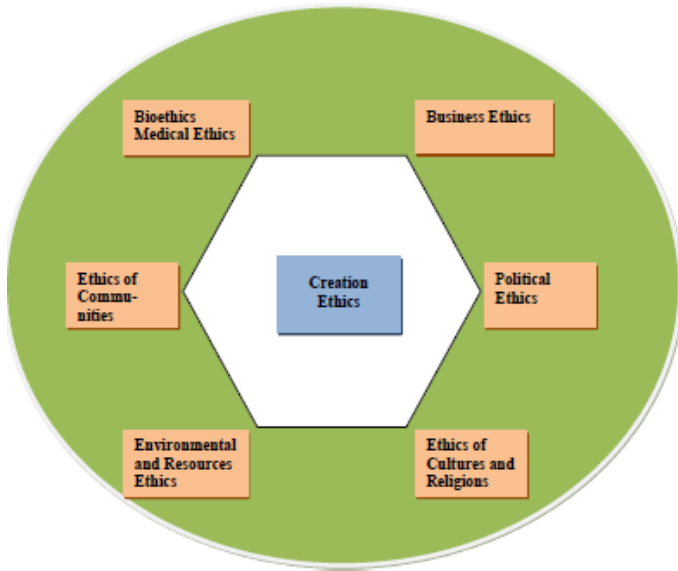 Bioethics
Medical Ethics
Business Ethics
Ethics of
Commu-
nities
Creation
Ethics
Political
Ethics
Environmental
and Resources
Ethics
Ethics of
Cultures and
Religions